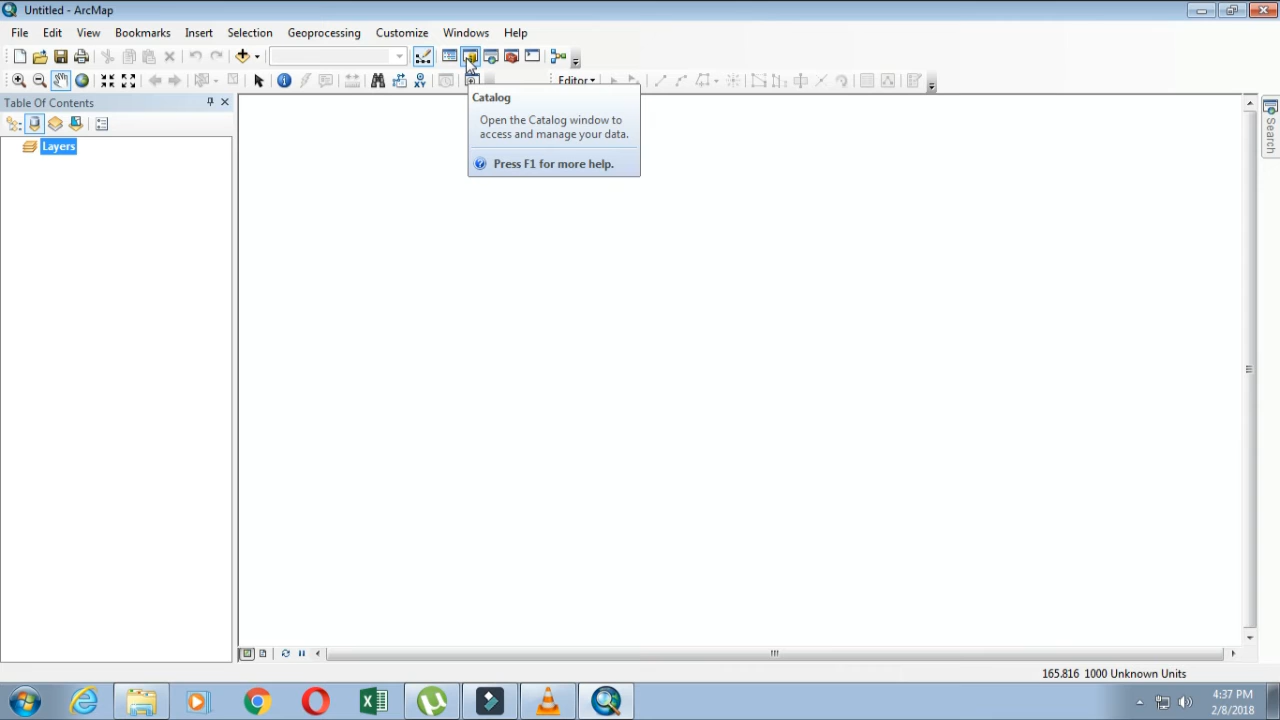 Untitled - ArcMap
File Edit View Bookmarks Insert Selection Geoprocessing Customize Windows Help
Editor
Table Of Contents
Layers
Catalog
Open the Catalog window to
access and manage your data.
Press F1 for more help.
Search
165.816 1000 Unknown Units
4:37 PM
2/8/2018